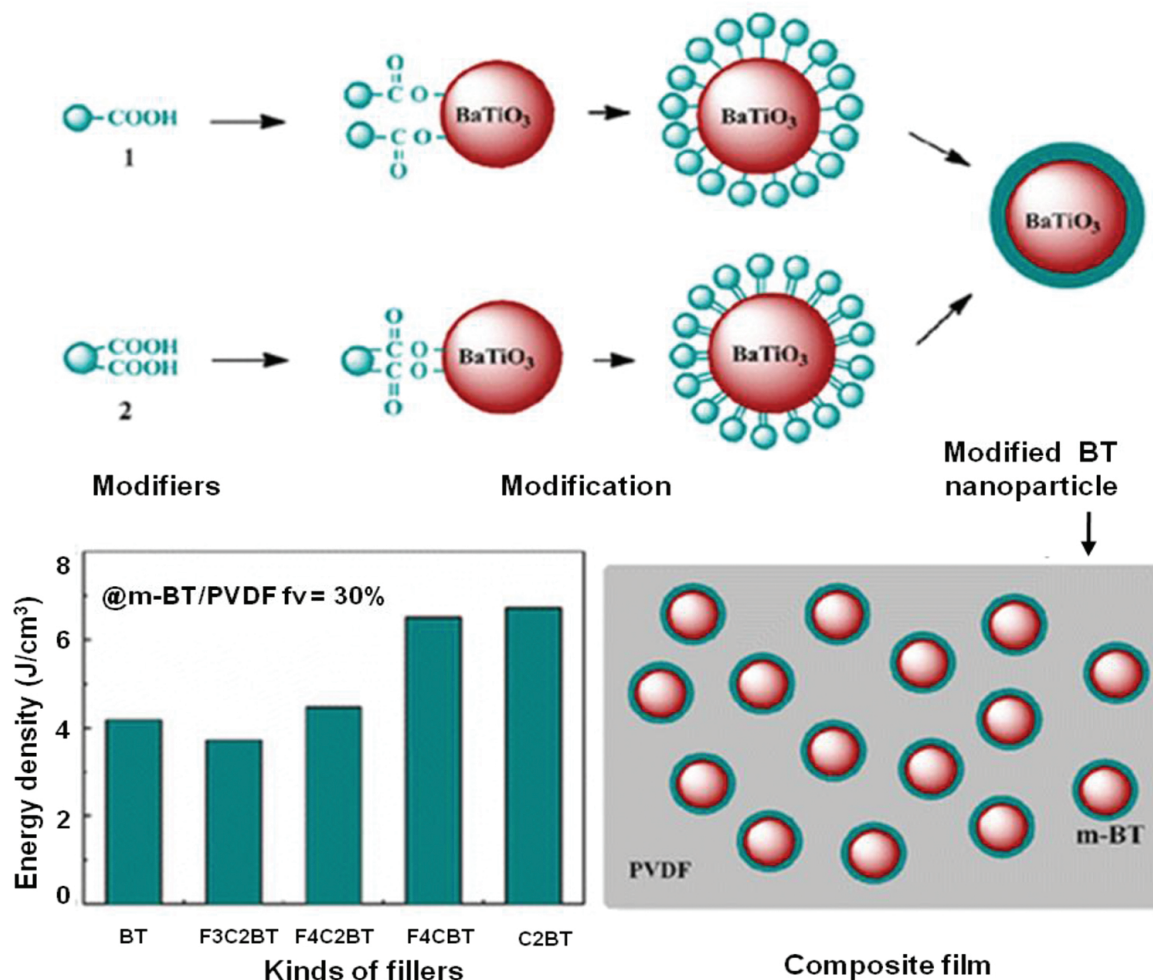 O
C O
COOH
BaTiO3
BaTiO3
1
C O
O
BaTiO3
O
COOH
COOH
C O
C O
BaTiO3
BaTiO3
2
O
Modifiers
Modification
Modified BT
nanoparticle
8
6
4
2
0
Energy density (J/cm³)
@m-BT/PVDF fv = 30%
BT
F3C2BT
F4C2BT
F4CBT
C2BT
Kinds of fillers
m-BT
PVDF
Composite film